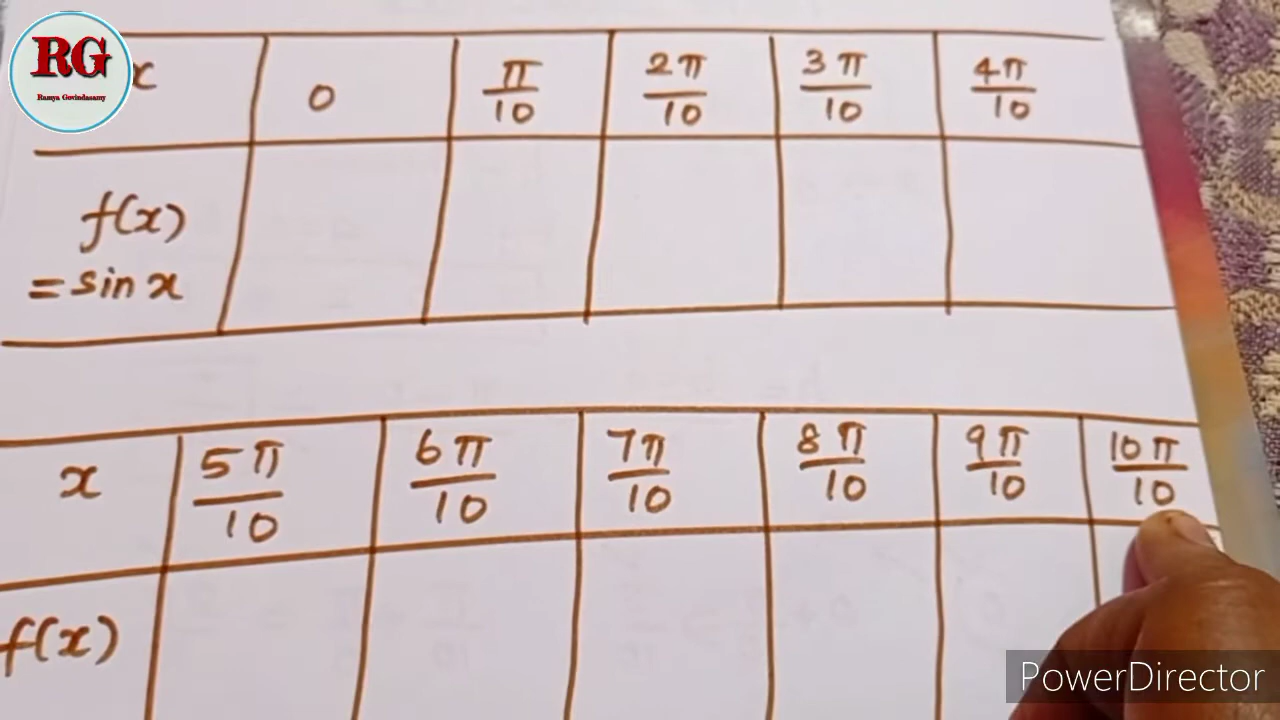 RG
Ramya Govindasamy
x 0 π/10 2π/10 3π/10 4π/10
f(x)
= sin x
x 5π/10 6π/10 7π/10 8π/10 9π/10 10π/10
f(x)
PowerDirector